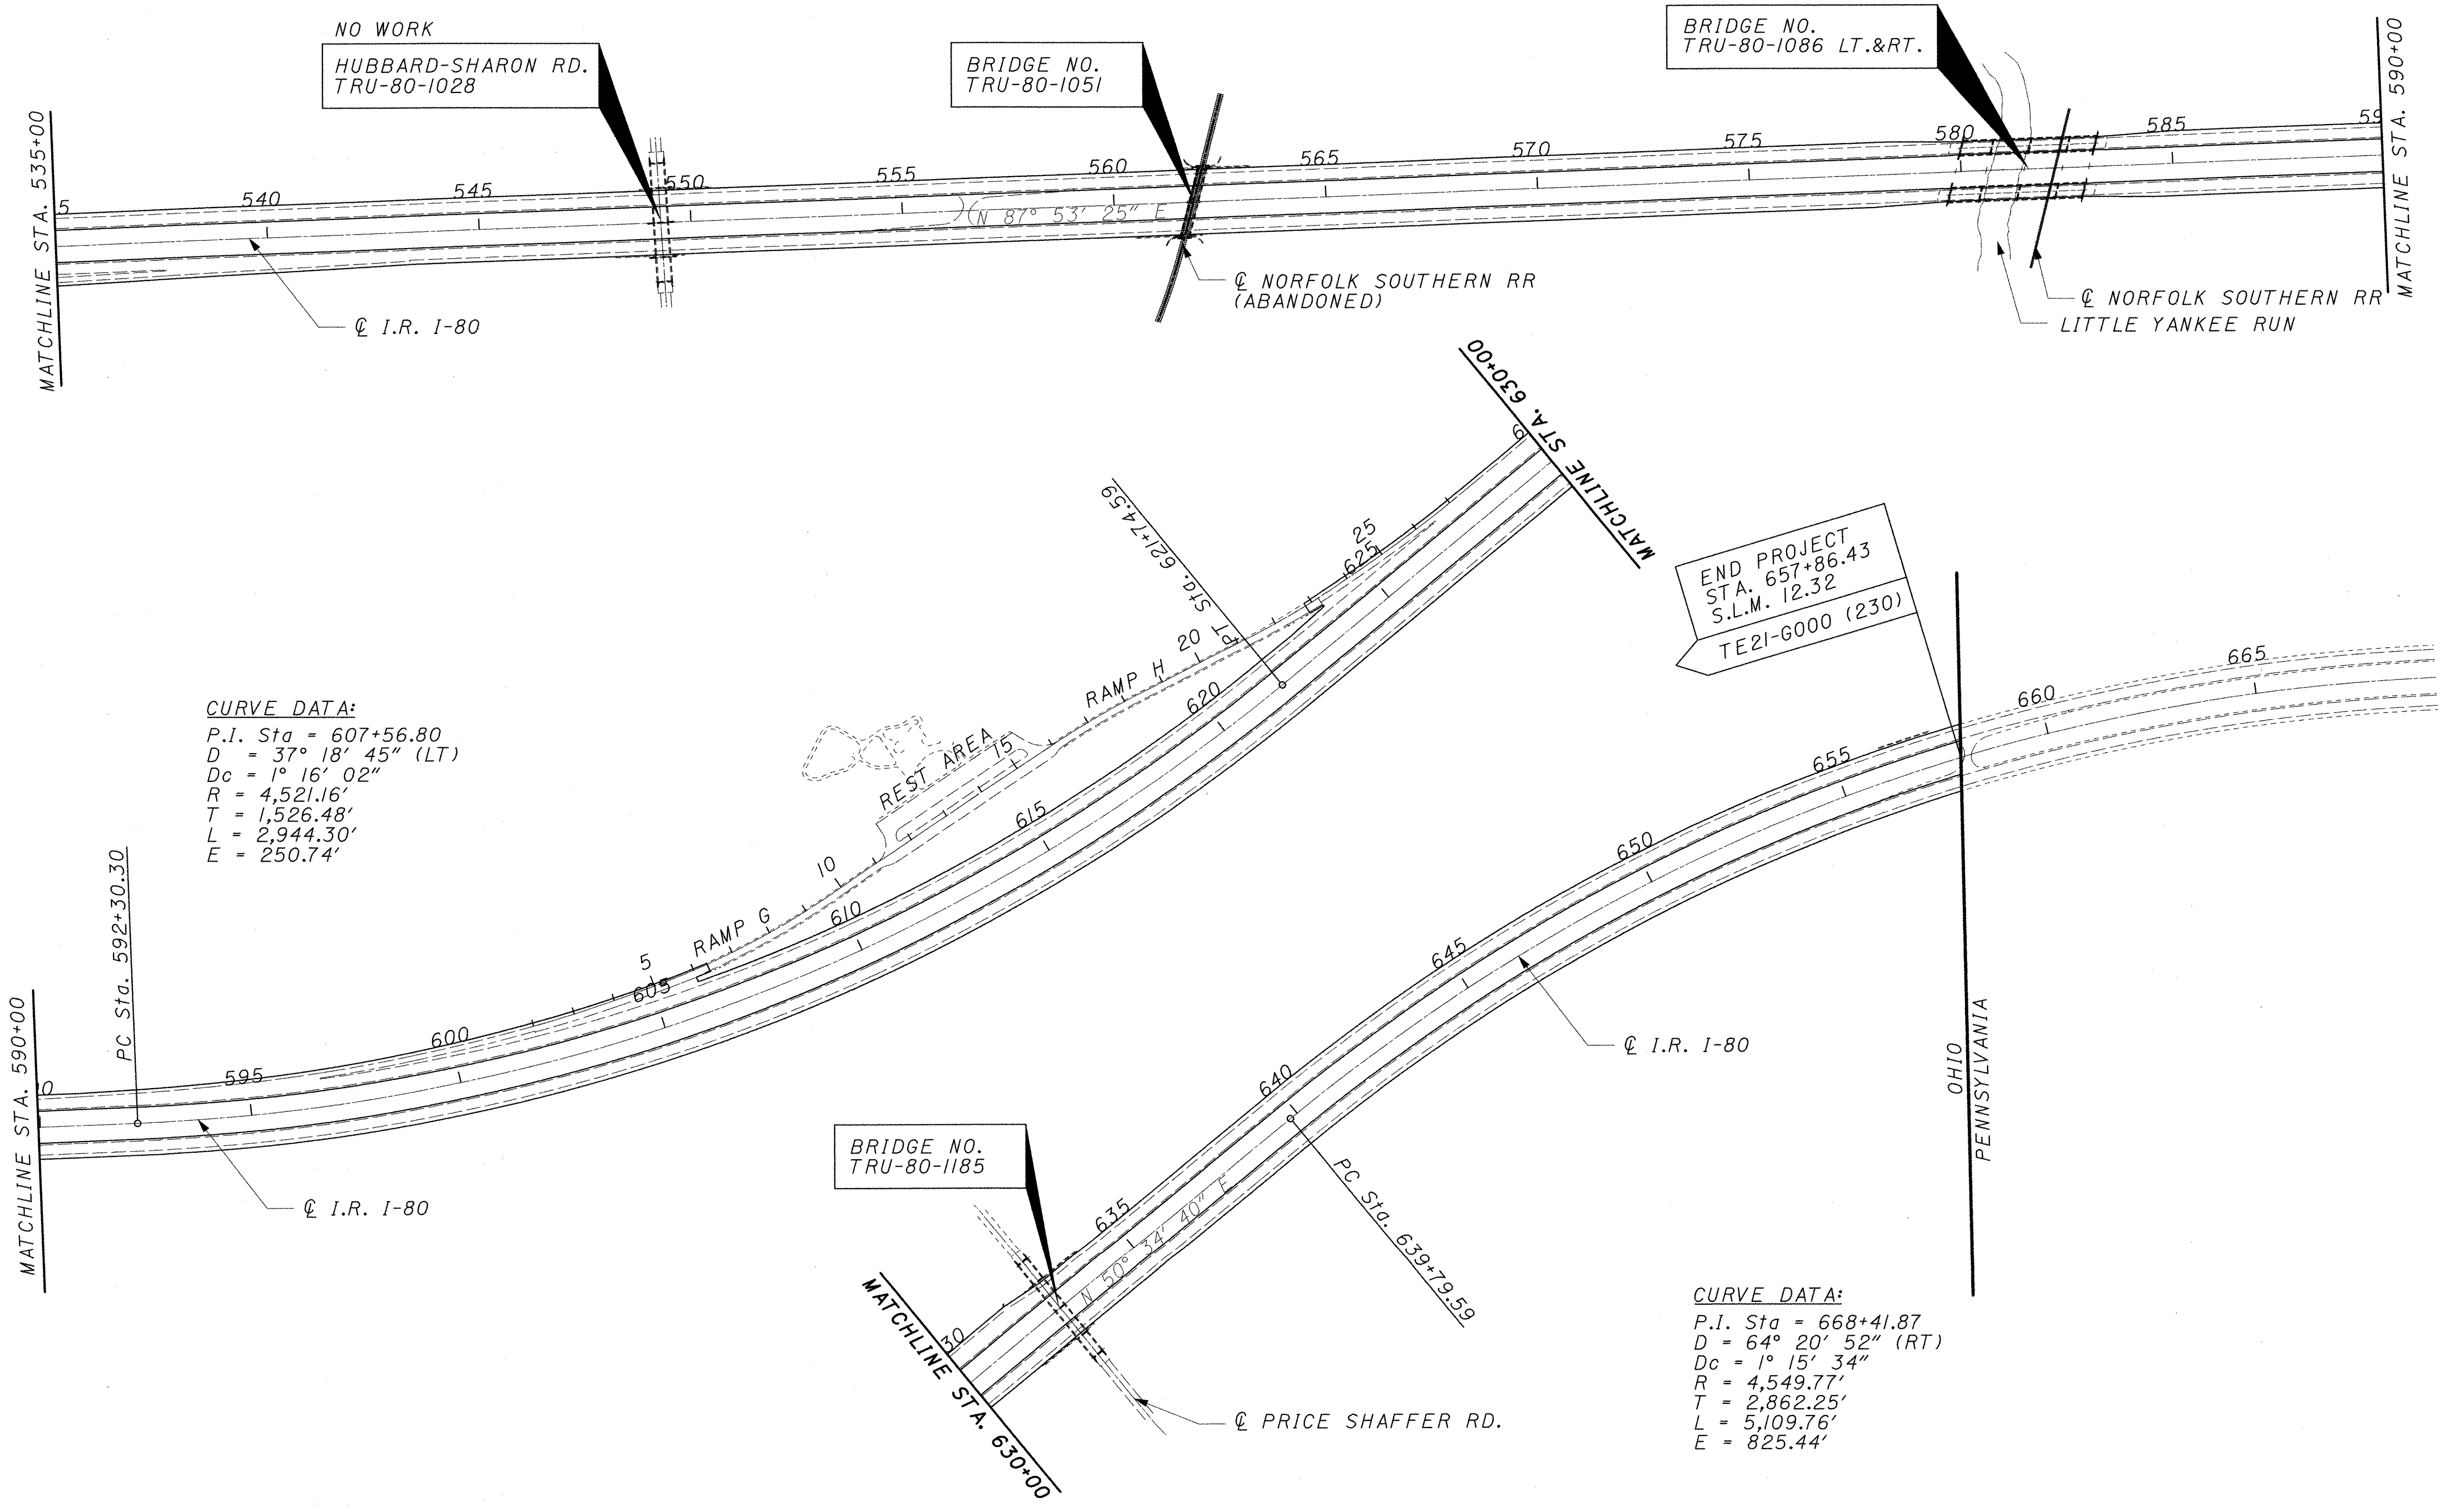 NO WORK
HUBBARD-SHARON RD.
TRU-80-1028
BRIDGE NO.
TRU-80-1051
BRIDGE NO.
TRU-80-1086 LT.&RT.
MATCHLINE STA. 535+00
5
540
545
550
555
560
565
570
575
580
585
59
MATCHLINE STA. 590+00
N 87° 53' 25" E
℄ I.R. I-80
℄ NORFOLK SOUTHERN RR
(ABANDONED)
℄ NORFOLK SOUTHERN RR
LITTLE YANKEE RUN
MATCHLINE STA. 630+00
6
PT Sta. 621+74.59
25
625
20
RAMP H
620
REST AREA
15
615
10
610
RAMP G
5
605
600
595
0
CURVE DATA:
P.I. Sta = 607+56.80
D = 37° 18' 45" (LT)
Dc = 1° 16' 02"
R = 4,521.16'
T = 1,526.48'
L = 2,944.30'
E = 250.74'
PC Sta. 592+30.30
MATCHLINE STA. 590+00
℄ I.R. I-80
END PROJECT
STA. 657+86.43
S.L.M. 12.32
TE21-G000 (230)
665
660
655
650
645
640
635
30
℄ I.R. I-80
OHIO
PENNSYLVANIA
BRIDGE NO.
TRU-80-1185
N 50° 34' 40" E
PC Sta. 639+79.59
MATCHLINE STA. 630+00
℄ PRICE SHAFFER RD.
CURVE DATA:
P.I. Sta = 668+41.87
D = 64° 20' 52" (RT)
Dc = 1° 15' 34"
R = 4,549.77'
T = 2,862.25'
L = 5,109.76'
E = 825.44'